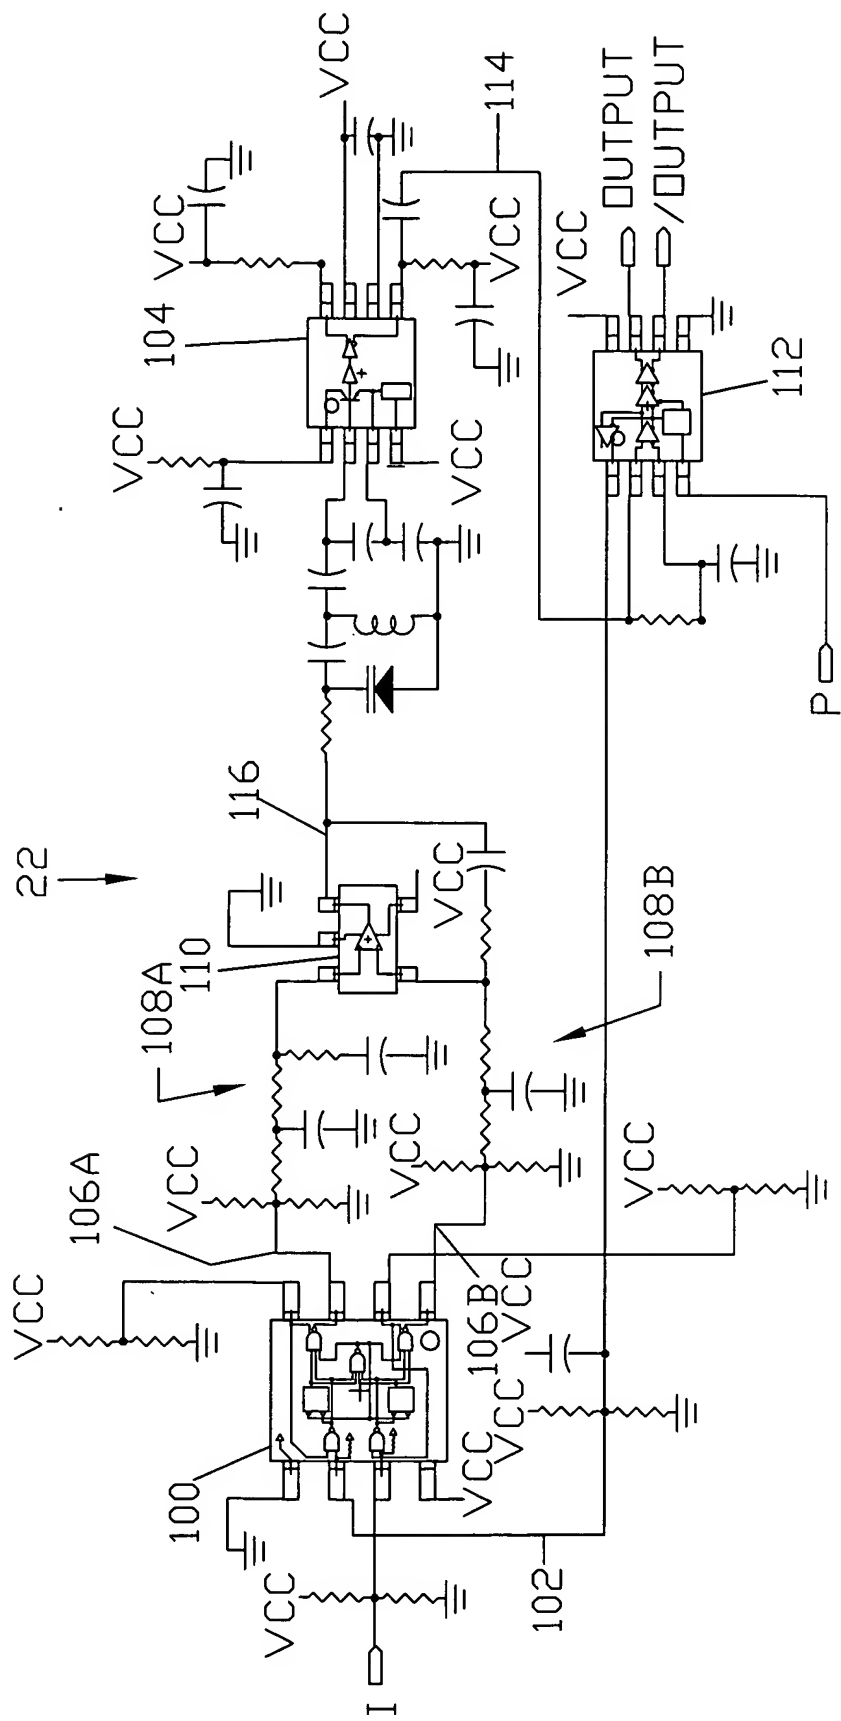 22
VCC
VCC
114
VCC
104
VCC
VCC
VCC
VCC
OUTPUT
/OUTPUT
112
116
110
108A
VCC
108B
VCC
VCC
106A
VCC
VCC
106B
VCC
VCC
VCC
100
VCC
102
I
P